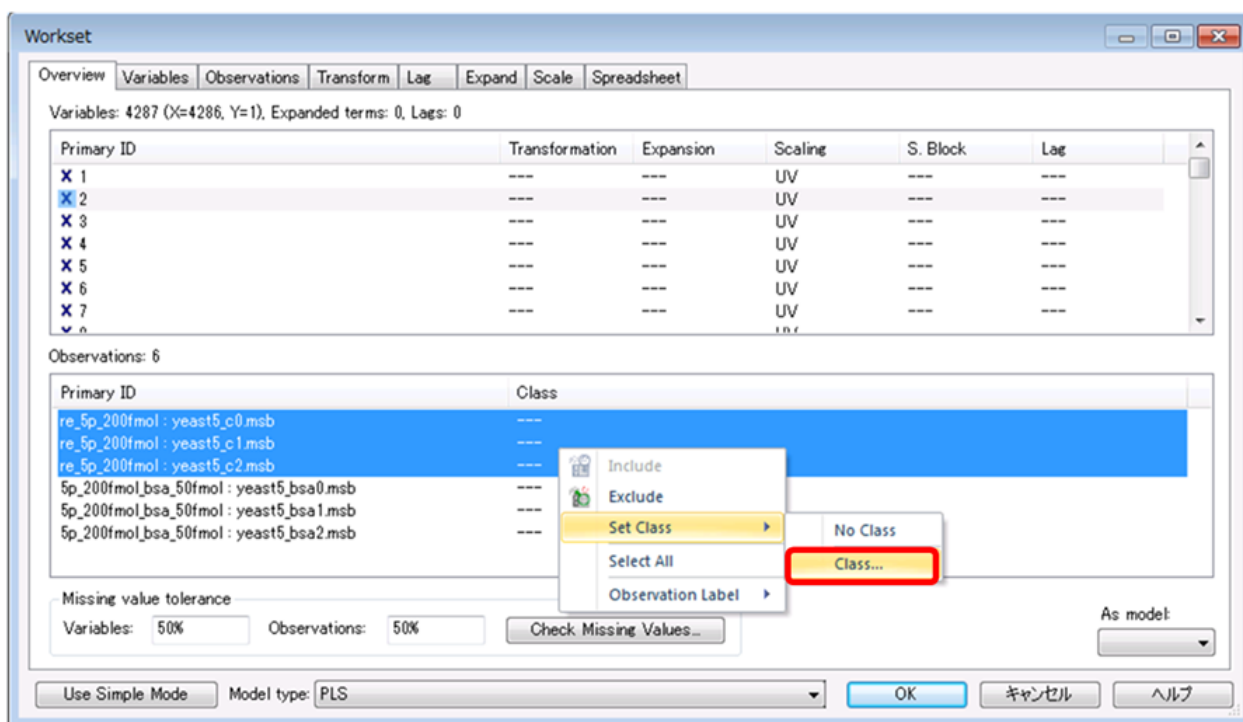 Workset
Overview Variables Observations Transform Lag Expand Scale Spreadsheet
Variables: 4287 (X=4286, Y=1), Expanded terms: 0, Lags: 0
Primary ID Transformation Expansion Scaling S. Block Lag
X 1 --- --- UV --- ---
X 2 --- --- UV --- ---
X 3 --- --- UV --- ---
X 4 --- --- UV --- ---
X 5 --- --- UV --- ---
X 6 --- --- UV --- ---
X 7 --- --- UV --- ---
Observations: 6
Primary ID Class
re_5p_200fmol : yeast5_c0.msb ---
re_5p_200fmol : yeast5_c1.msb ---
re_5p_200fmol : yeast5_c2.msb ---
5p_200fmol_bsa_50fmol : yeast5_bsa0.msb ---
5p_200fmol_bsa_50fmol : yeast5_bsa1.msb ---
5p_200fmol_bsa_50fmol : yeast5_bsa2.msb ---
Include
Exclude
Set Class
Select All
Observation Label
No Class
Class...
Missing value tolerance
Variables: 50% Observations: 50% Check Missing Values...
As model:
Use Simple Mode Model type: PLS OK キャンセル ヘルプ